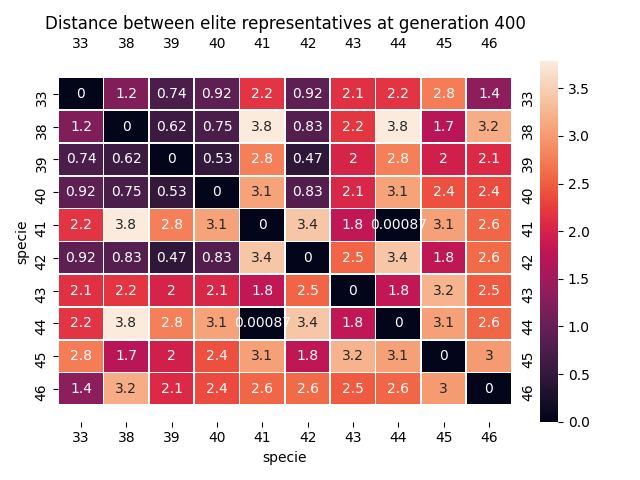 Distance between elite representatives at generation 400
33 38 39 40 41 42 43 44 45 46
33 0 1.2 0.74 0.92 2.2 0.92 2.1 2.2 2.8 1.4 33
38 1.2 0 0.62 0.75 3.8 0.83 2.2 3.8 1.7 3.2 38
39 0.74 0.62 0 0.53 2.8 0.47 2 2.8 2 2.1 39
40 0.92 0.75 0.53 0 3.1 0.83 2.1 3.1 2.4 2.4 40
41 2.2 3.8 2.8 3.1 0 3.4 1.8 0.00087 3.1 2.6 41
42 0.92 0.83 0.47 0.83 3.4 0 2.5 3.4 1.8 2.6 42
43 2.1 2.2 2 2.1 1.8 2.5 0 1.8 3.2 2.5 43
44 2.2 3.8 2.8 3.1 0.00087 3.4 1.8 0 3.1 2.6 44
45 2.8 1.7 2 2.4 3.1 1.8 3.2 3.1 0 3 45
46 1.4 3.2 2.1 2.4 2.6 2.6 2.5 2.6 3 0 46
33 38 39 40 41 42 43 44 45 46
specie
specie
3.5
3.0
2.5
2.0
1.5
1.0
0.5
0.0